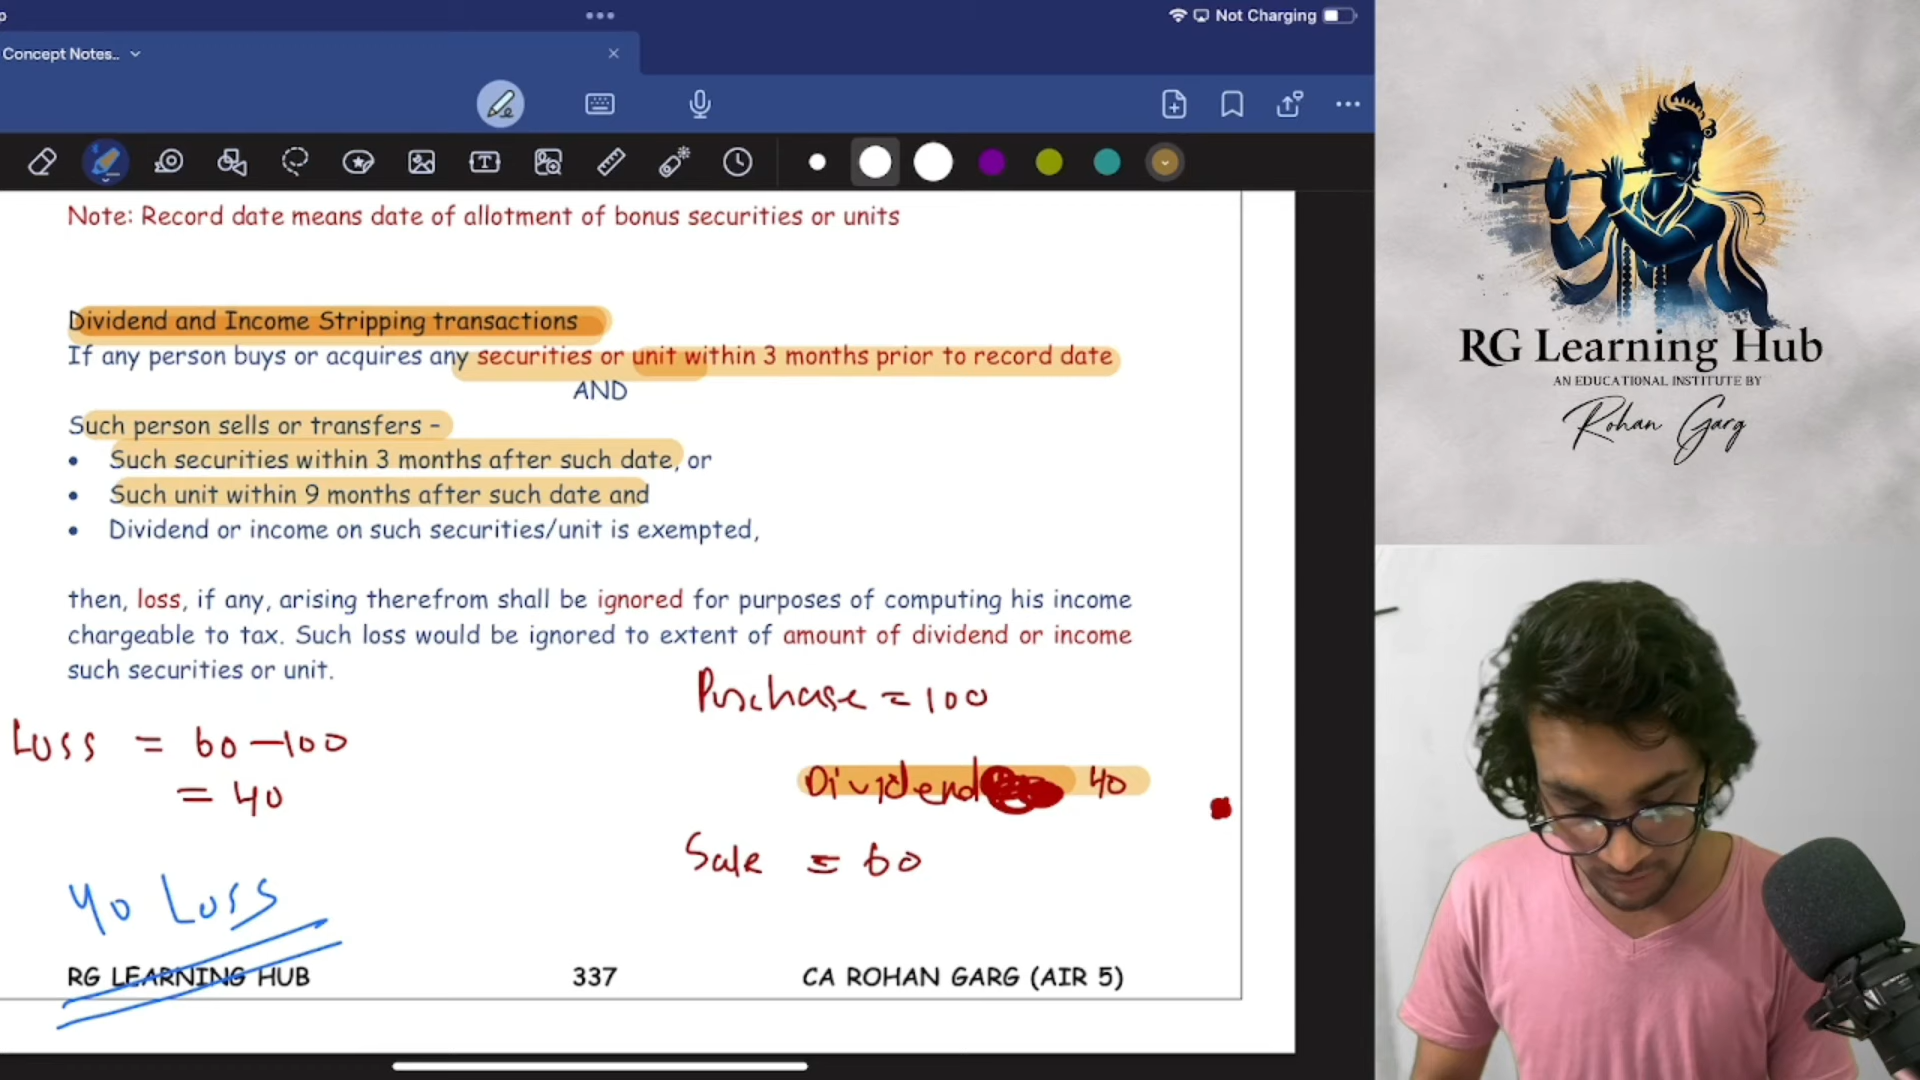 Not Charging
Concept Notes..
Note: Record date means date of allotment of bonus securities or units
Dividend and Income Stripping transactions
If any person buys or acquires any securities or unit within 3 months prior to record date
AND
Such person sells or transfers –
• Such securities within 3 months after such date, or
• Such unit within 9 months after such date and
• Dividend or income on such securities/unit is exempted,
then, loss, if any, arising therefrom shall be ignored for purposes of computing his income
chargeable to tax. Such loss would be ignored to extent of amount of dividend or income
such securities or unit.
Purchase = 100
Loss = 60 – 100
= 40
Dividend 40
Sale = 60
40 Loss
RG LEARNING HUB 337 CA ROHAN GARG (AIR 5)
RG Learning Hub
AN EDUCATIONAL INSTITUTE BY
Rohan Garg